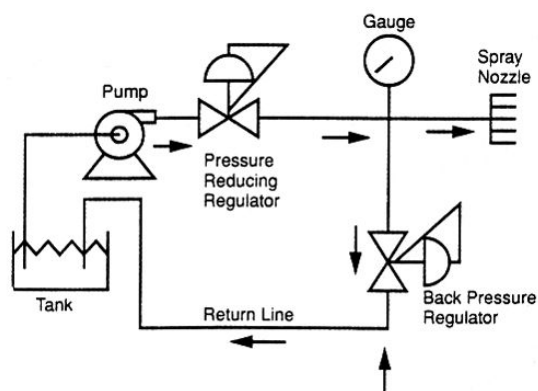 Gauge
Spray
Nozzle
Pump
Pressure
Reducing
Regulator
Tank
Return Line
Back Pressure
Regulator